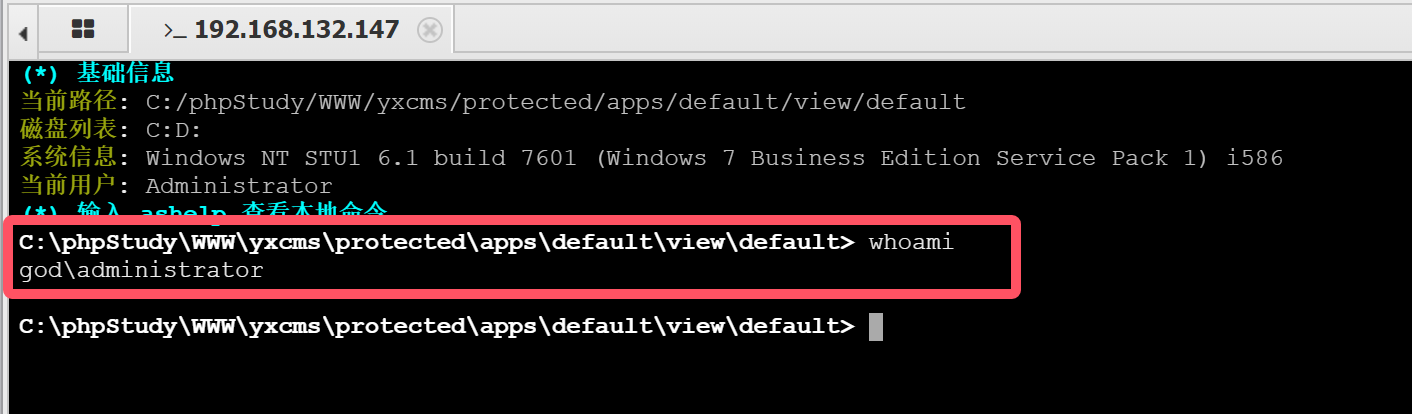 >_ 192.168.132.147
(*) 基础信息
当前路径: C:/phpStudy/WWW/yxcms/protected/apps/default/view/default
磁盘列表: C:D:
系统信息: Windows NT STU1 6.1 build 7601 (Windows 7 Business Edition Service Pack 1) i586
当前用户: Administrator
(*) 输入 ashelp 查看本地命令
C:\phpStudy\WWW\yxcms\protected\apps\default\view\default> whoami
god\administrator
C:\phpStudy\WWW\yxcms\protected\apps\default\view\default>